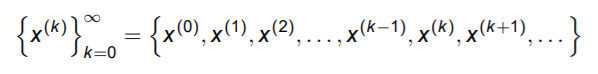 {x^(k)}_{k=0}^∞ = {x^(0), x^(1), x^(2), ..., x^(k−1), x^(k), x^(k+1), ...}